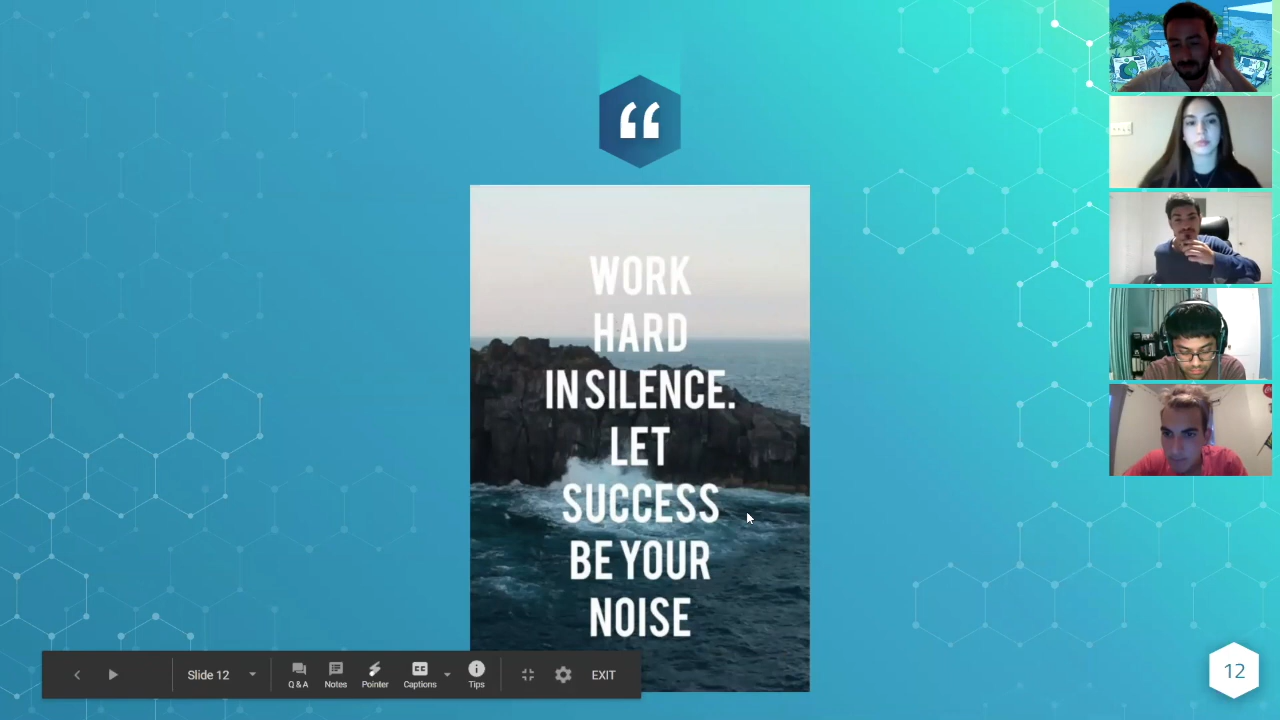 “
WORK
HARD
IN SILENCE.
LET
SUCCESS
BE YOUR
NOISE
Slide 12
Q & A
Notes
Pointer
Captions
Tips
EXIT
12